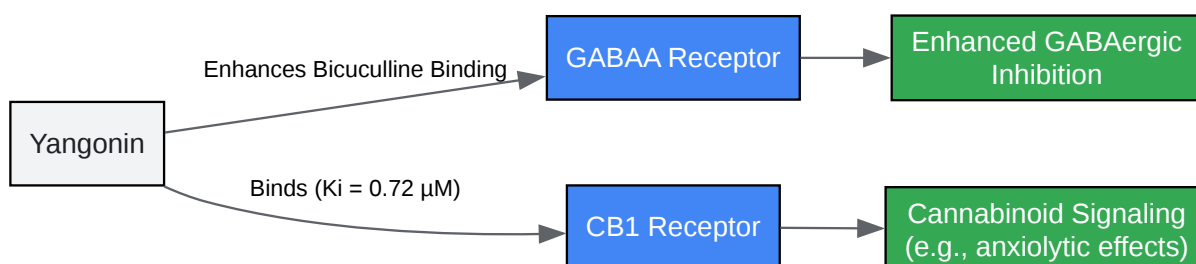 Enhanced GABAergic
Inhibition
GABAA Receptor
Enhances Bicuculline Binding
Yangonin
Binds (Ki = 0.72 µM)
CB1 Receptor
Cannabinoid Signaling
(e.g., anxiolytic effects)